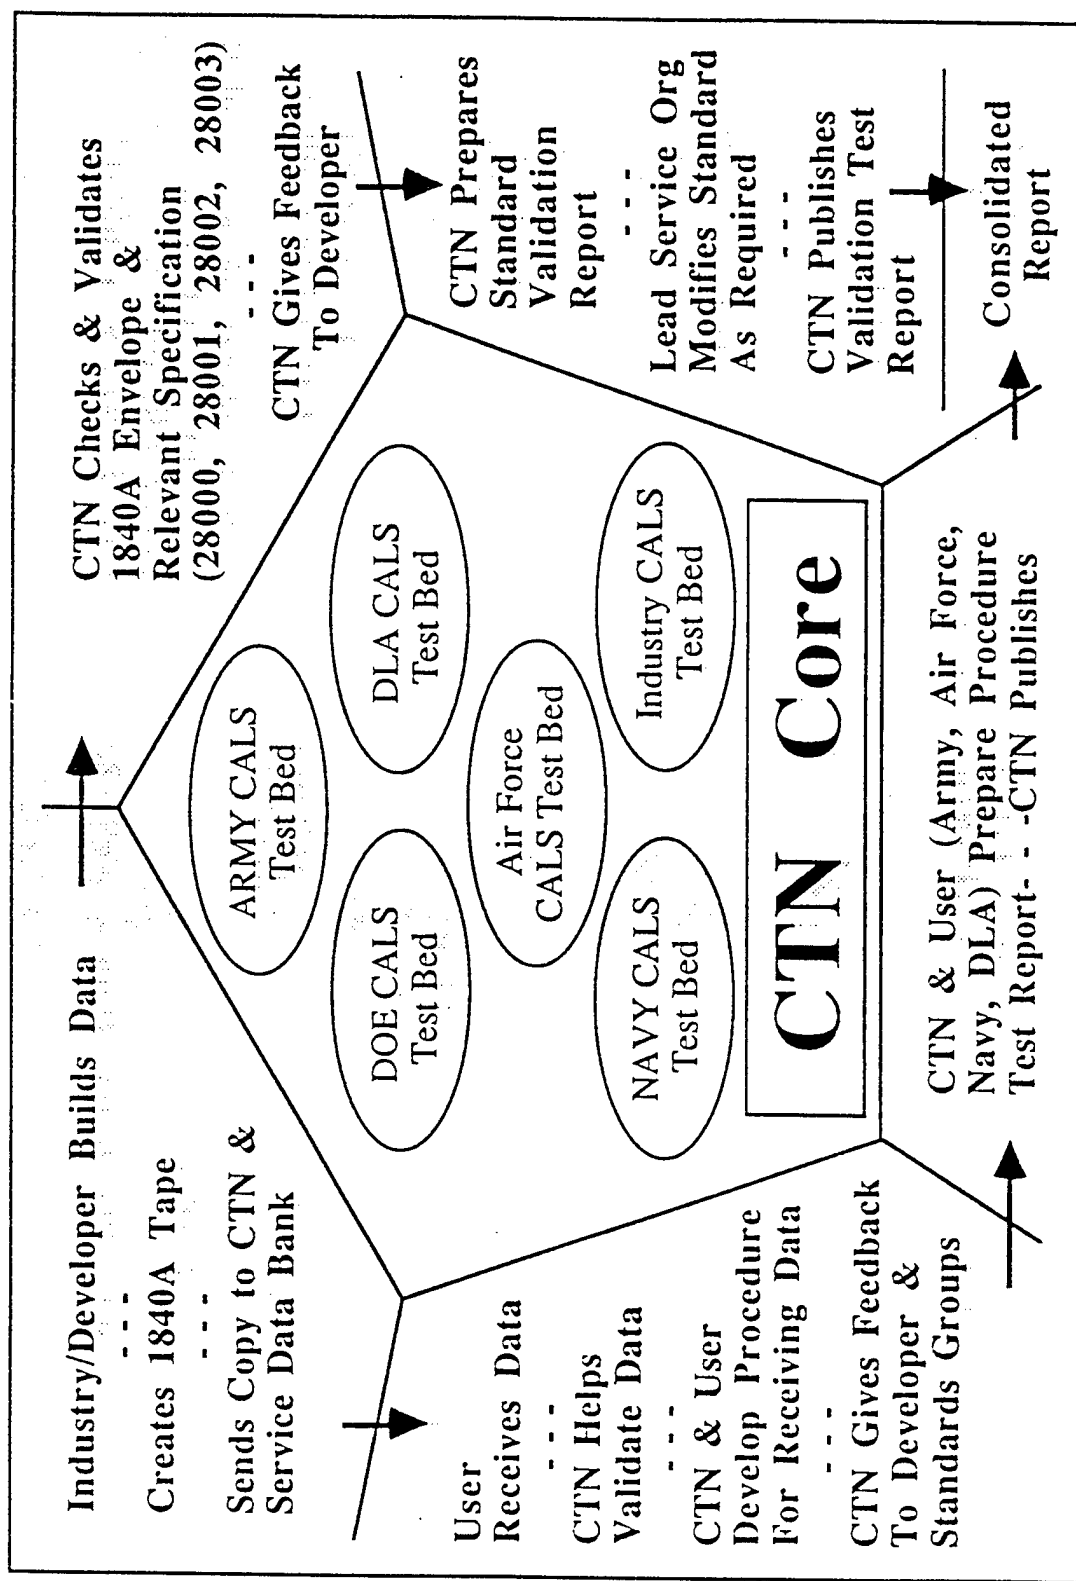 Industry/Developer Builds Data
- - -
Creates 1840A Tape
- - -
Sends Copy to CTN &
Service Data Bank
CTN Checks & Validates
1840A Envelope &
Relevant Specification
(28000, 28001, 28002, 28003)
- - -
CTN Gives Feedback
To Developer
ARMY CALS
Test Bed
DOE CALS
Test Bed
DLA CALS
Test Bed
Air Force
CALS Test Bed
NAVY CALS
Test Bed
Industry CALS
Test Bed
CTN Core
User
Receives Data
- - -
CTN Helps
Validate Data
- - -
CTN & User
Develop Procedure
For Receiving Data
- - -
CTN Gives Feedback
To Developer &
Standards Groups
CTN Prepares
Standard
Validation
Report
- - -
Lead Service Org
Modifies Standard
As Required
- - -
CTN Publishes
Validation Test
Report
CTN & User (Army, Air Force,
Navy, DLA) Prepare Procedure
Test Report- - -CTN Publishes
Consolidated
Report